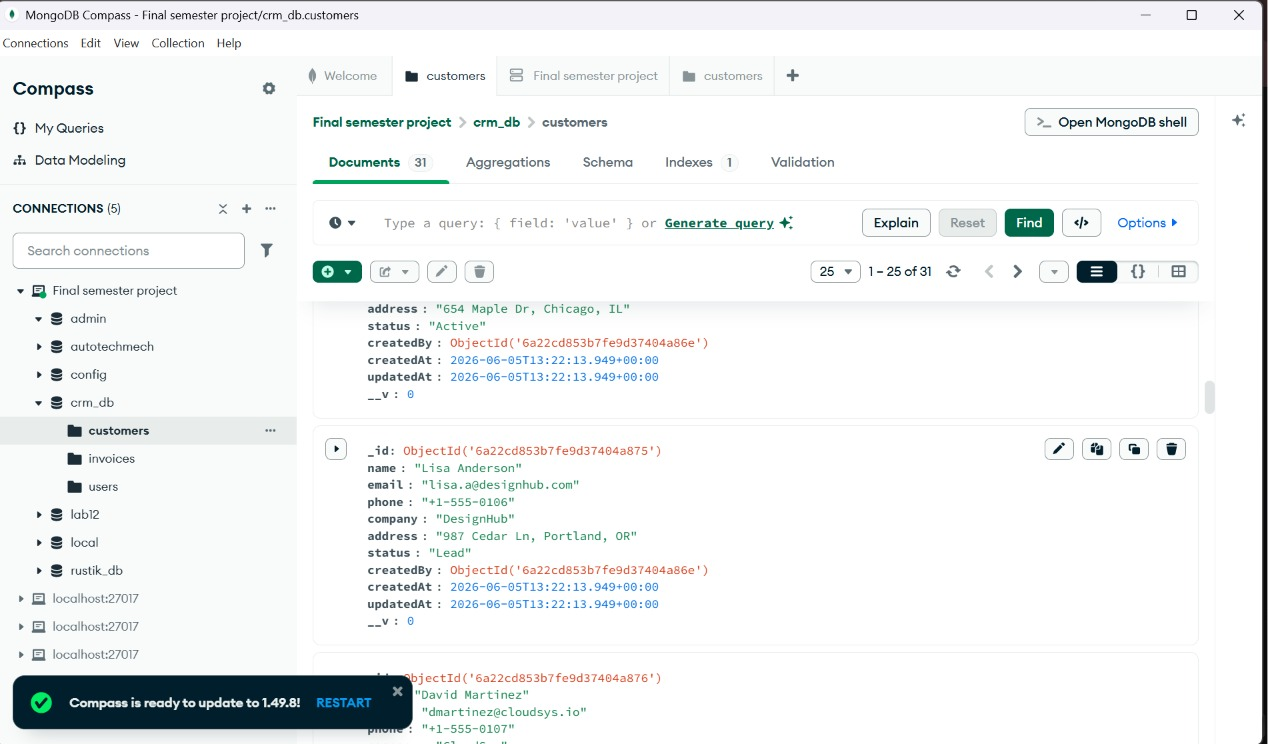 MongoDB Compass - Final semester project/crm_db.customers
Connections Edit View Collection Help
Compass
My Queries
Data Modeling
CONNECTIONS (5)
Search connections
Final semester project
admin
autotechmech
config
crm_db
customers
invoices
users
lab12
local
rustik_db
localhost:27017
localhost:27017
localhost:27017
Compass is ready to update to 1.49.8! RESTART
Welcome customers Final semester project customers
Final semester project > crm_db > customers
>_ Open MongoDB shell
Documents 31 Aggregations Schema Indexes 1 Validation
Type a query: { field: 'value' } or Generate query
Explain Reset Find </> Options
25 1 – 25 of 31 {}
address : "654 Maple Dr, Chicago, IL"
status : "Active"
createdBy : ObjectId('6a22cd853b7fe9d37404a86e')
createdAt : 2026-06-05T13:22:13.949+00:00
updatedAt : 2026-06-05T13:22:13.949+00:00
__v : 0
_id: ObjectId('6a22cd853b7fe9d37404a875')
name : "Lisa Anderson"
email : "lisa.a@designhub.com"
phone : "+1-555-0106"
company : "DesignHub"
address : "987 Cedar Ln, Portland, OR"
status : "Lead"
createdBy : ObjectId('6a22cd853b7fe9d37404a86e')
createdAt : 2026-06-05T13:22:13.949+00:00
updatedAt : 2026-06-05T13:22:13.949+00:00
__v : 0
ObjectId('6a22cd853b7fe9d37404a876')
"David Martinez"
"dmartinez@cloudsys.io"
phone : "+1-555-0107"